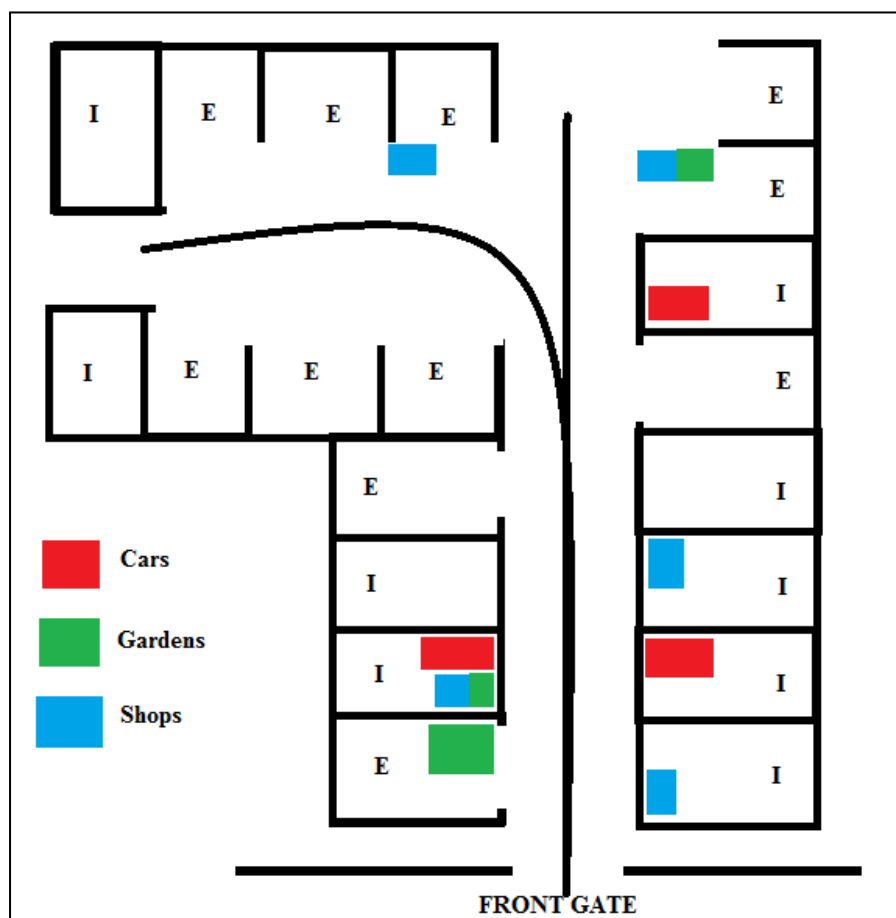 I E E E E
E
I
I E E E E
E I
Cars I I
Gardens I I
Shops E I
FRONT GATE